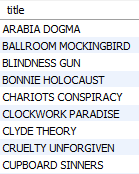 title
ARABIA DOGMA
BALLROOM MOCKINGBIRD
BLINDNESS GUN
BONNIE HOLOCAUST
CHARIOTS CONSPIRACY
CLOCKWORK PARADISE
CLYDE THEORY
CRUELTY UNFORGIVEN
CUPBOARD SINNERS